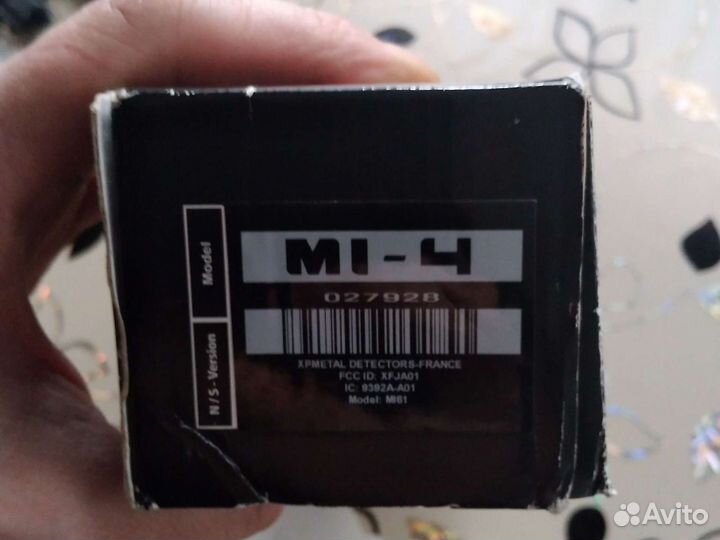 Model
MI-4
027928
N/S-Version
XPMETAL DETECTORS-FRANCE
FCC ID: XFJA01
IC: 9392A-A01
Model: MI61
Avito